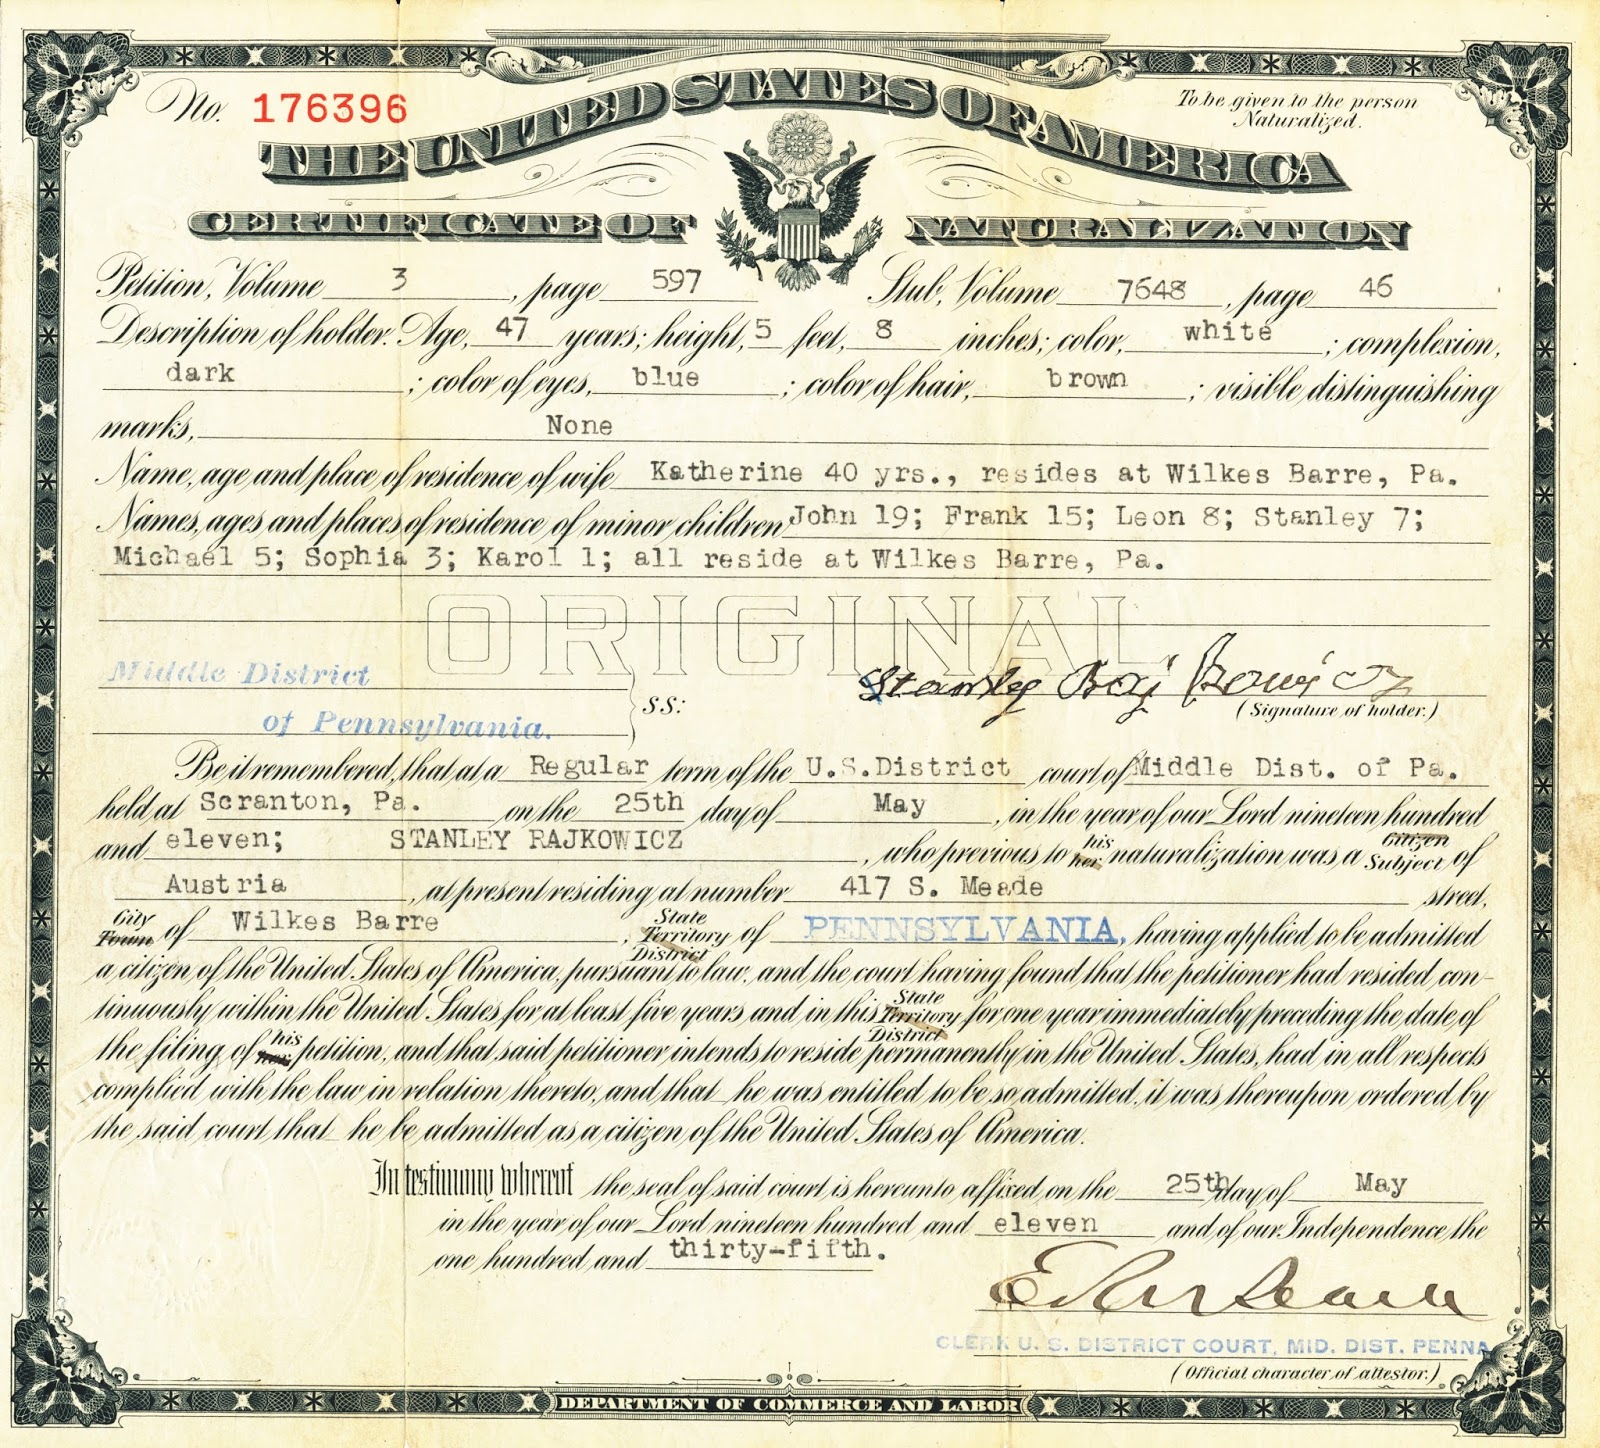 No. 176396
To be given to the person
Naturalized.
THE UNITED STATES OF AMERICA
CERTIFICATE OF NATURALIZATION
Petition, Volume 3, page 597 Stub, Volume 7648, page 46
Description of holder. Age, 47 years; height, 5 feet, 8 inches; color, white; complexion,
dark; color of eyes, blue; color of hair, brown; visible distinguishing
marks, None
Name, age and place of residence of wife Katherine 40 yrs., resides at Wilkes Barre, Pa.
Names, ages and places of residence of minor children John 19; Frank 15; Leon 8; Stanley 7;
Michael 5; Sophia 3; Karol 1; all reside at Wilkes Barre, Pa.
ORIGINAL
Middle District
of Pennsylvania.
ss:
Stanley
(Signature of holder.)
Be it remembered, that at a Regular term of the U.S.District court of Middle Dist. of Pa.
held at Scranton, Pa. on the 25th day of May, in the year of our Lord nineteen hundred
and eleven; STANLEY RAJKOWICZ, who previous to his her naturalization was a Citizen Subject of
Austria, at present residing at number 417 S. Meade street,
City Town of Wilkes Barre, State Territory District of PENNSYLVANIA, having applied to be admitted
a citizen of the United States of America, pursuant to law, and the court having found that the petitioner had resided con-
tinuously within the United States for at least five years and in this State Territory District for one year immediately preceding the date of
the filing of his her petition, and that said petitioner intends to reside permanently in the United States, had in all respects
complied with the law in relation thereto, and that he was entitled to be so admitted, it was thereupon ordered by
the said court that he be admitted as a citizen of the United States of America.
In testimony whereof the seal of said court is hereunto affixed on the 25th day of May
in the year of our Lord nineteen hundred and eleven and of our Independence the
one hundred and thirty-fifth.
CLERK U. S. DISTRICT COURT, MID. DIST. PENNA
(Official character of attestor.)
DEPARTMENT OF COMMERCE AND LABOR